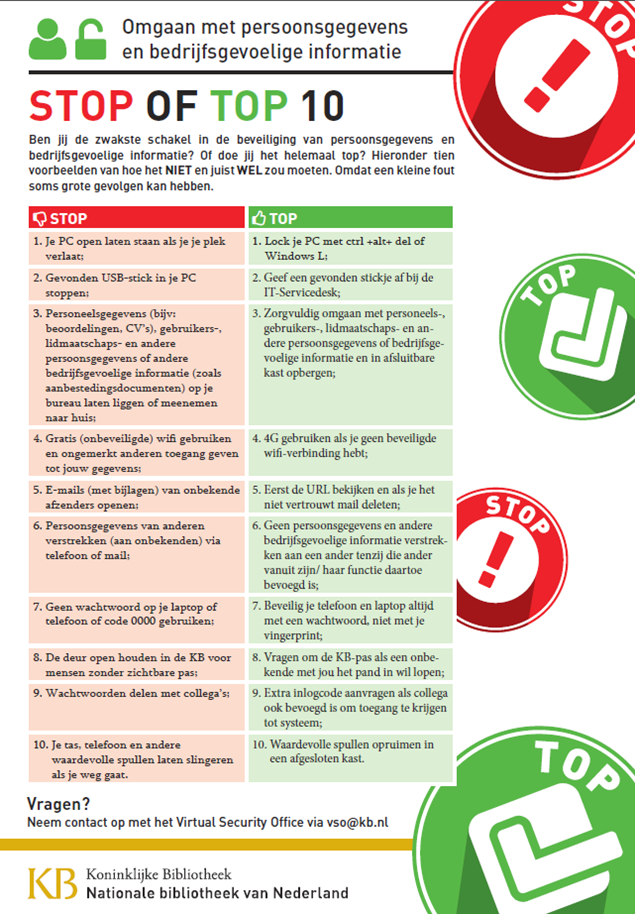 Omgaan met persoonsgegevens
en bedrijfsgevoelige informatie
STOP
STOP OF TOP 10
Ben jij de zwakste schakel in de beveiliging van persoonsgegevens en
bedrijfsgevoelige informatie? Of doe jij het helemaal top? Hieronder tien
voorbeelden van hoe het NIET en juist WEL zou moeten. Omdat een kleine fout
soms grote gevolgen kan hebben.
STOP
1. Je PC open laten staan als je je plek
verlaat;
2. Gevonden USB-stick in je PC
stoppen;
3. Personeelsgegevens (bijv:
beoordelingen, CV's), gebruikers-,
lidmaatschaps- en andere
persoonsgegevens of andere
bedrijfsgevoelige informatie (zoals
aanbestedingsdocumenten) op je
bureau laten liggen of meenemen
naar huis;
4. Gratis (onbeveiligde) wifi gebruiken
en ongemerkt anderen toegang geven
tot jouw gegevens;
5. E-mails (met bijlagen) van onbekende
afzenders openen;
6. Persoonsgegevens van anderen
verstrekken (aan onbekenden) via
telefoon of mail;
7. Geen wachtwoord op je laptop of
telefoon of code 0000 gebruiken;
8. De deur open houden in de KB voor
mensen zonder zichtbare pas;
9. Wachtwoorden delen met collega's;
10. Je tas, telefoon en andere
waardevolle spullen laten slingeren
als je weg gaat.
TOP
1. Lock je PC met ctrl +alt+ del of
Windows L;
2. Geef een gevonden stickje af bij de
IT-Servicedesk;
3. Zorgvuldig omgaan met personeels-,
gebruikers-, lidmaatschaps- en an-
dere persoonsgegevens of bedrijfsge-
voelige informatie en in afsluitbare
kast opbergen;
4. 4G gebruiken als je geen beveiligde
wifi-verbinding hebt;
5. Eerst de URL bekijken en als je het
niet vertrouwt mail deleten;
6. Geen persoonsgegevens en andere
bedrijfsgevoelige informatie verstrek-
ken aan een ander tenzij die ander
vanuit zijn/ haar functie daartoe
bevoegd is;
7. Beveilig je telefoon en laptop altijd
met een wachtwoord, niet met je
vingerprint;
8. Vragen om de KB-pas als een onbe-
kende met jou het pand in wil lopen;
9. Extra inlogcode aanvragen als collega
ook bevoegd is om toegang te krijgen
tot systeem;
10. Waardevolle spullen opruimen in
een afgesloten kast.
TOP
STOP
TOP
Vragen?
Neem contact op met het Virtual Security Office via vso@kb.nl
KB Koninklijke Bibliotheek
Nationale bibliotheek van Nederland